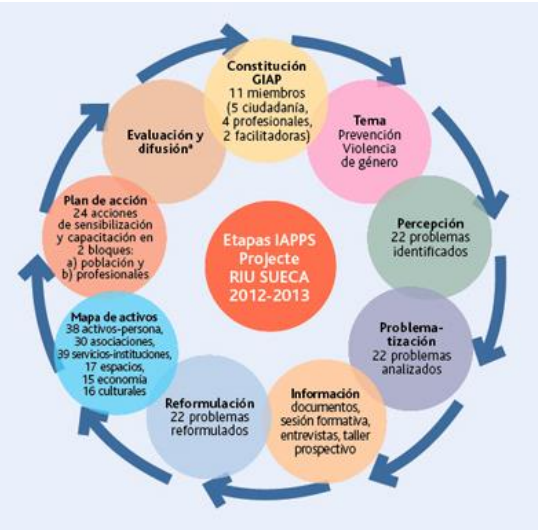 Constitución
GIAP
11 miembros
(5 ciudadanía,
4 profesionales,
2 facilitadoras)
Tema
Prevención
Violencia
de género
Percepción
22 problemas
identificados
Problema-
tización
22 problemas
analizados
Información
documentos,
sesión formativa,
entrevistas, taller
prospectivo
Reformulación
22 problemas
reformulados
Mapa de activos
38 activos-persona,
30 asociaciones,
39 servicios-instituciones,
17 espacios,
15 economía
16 culturales
Plan de acción
24 acciones
de sensibilización
y capacitación en
2 bloques:
a) población y
b) profesionales
Evaluación y
difusiónª
Etapas IAPPS
Projecte
RIU SUECA
2012-2013